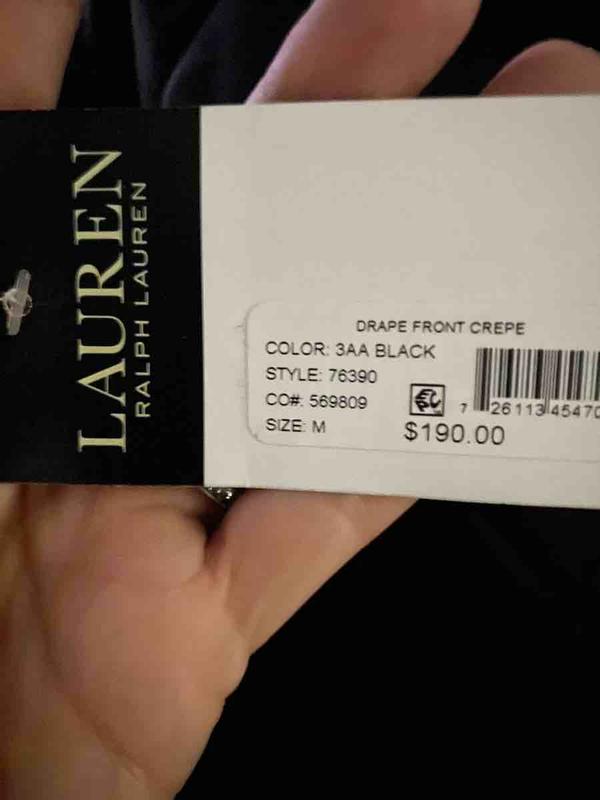 LAUREN
RALPH LAUREN
DRAPE FRONT CREPE
COLOR: 3AA BLACK
STYLE: 76390
CO#: 569809
SIZE: M
$190.00
7 26113 45470